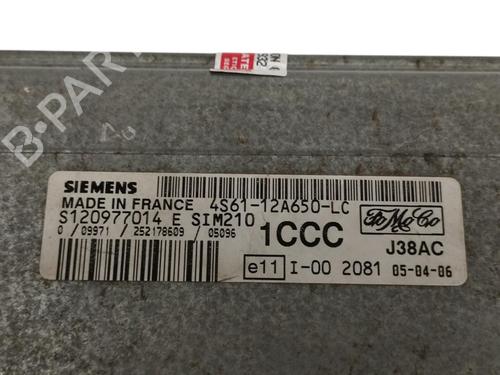 B-PARTS
SIEMENS
MADE IN FRANCE 4S61-12A650-LC
S120977014 E SIM210
0 / 09971 / 252178609 / 05096
1CCC
FoMoCo
J38AC
e11 I-00 2081 05-04-06